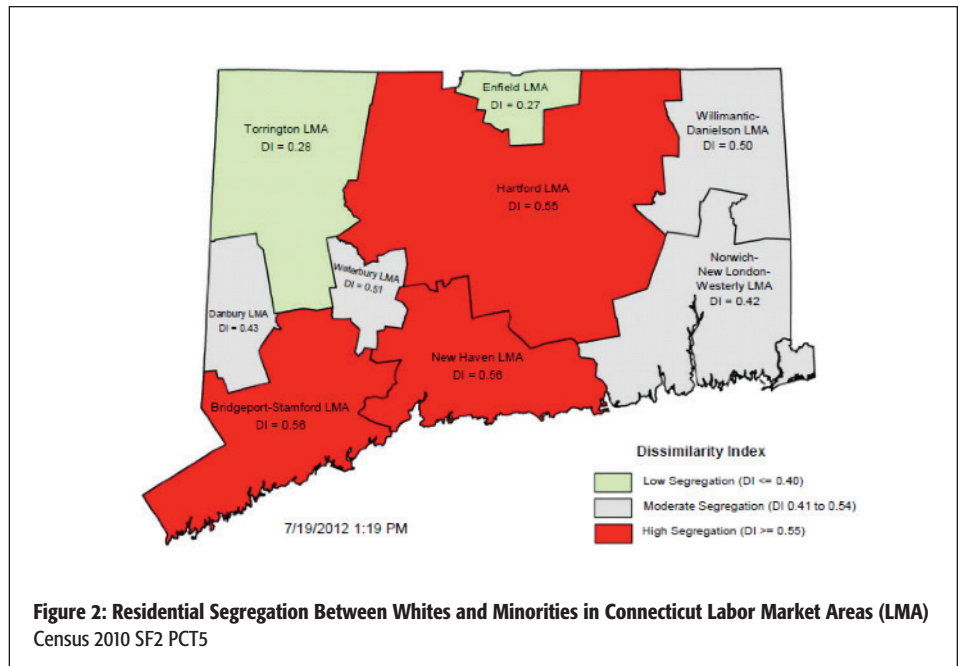 Enfield LMA
DI = 0.27
Willimantic-
Danielson LMA
DI = 0.50
Torrington LMA
DI = 0.28
Hartford LMA
DI = 0.55
Waterbury LMA
DI = 0.51
Norwich-
New London-
Westerly LMA
DI = 0.42
Danbury LMA
DI = 0.43
New Haven LMA
DI = 0.56
Bridgeport-Stamford LMA
DI = 0.56
Dissimilarity Index
Low Segregation (DI <= 0.40)
Moderate Segregation (DI 0.41 to 0.54)
High Segregation (DI >= 0.55)
7/19/2012 1:19 PM
Figure 2: Residential Segregation Between Whites and Minorities in Connecticut Labor Market Areas (LMA)
Census 2010 SF2 PCT5